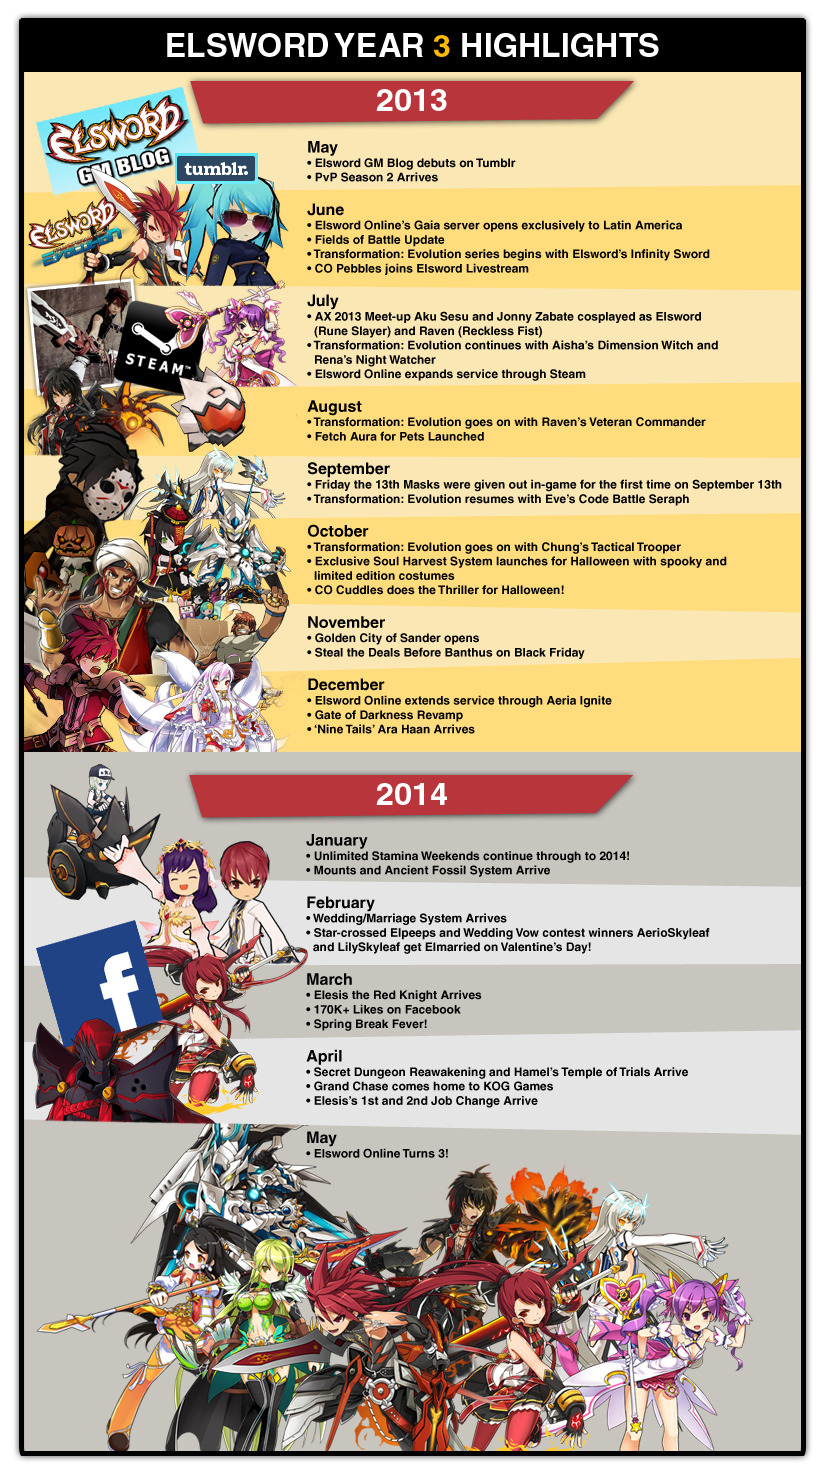 ELSWORD YEAR 3 HIGHLIGHTS
2013
ELSWORD
GM BLOG
tumblr.
May
• Elsword GM Blog debuts on Tumblr
• PvP Season 2 Arrives
ELSWORD
EVOLUTION
June
• Elsword Online's Gaia server opens exclusively to Latin America
• Fields of Battle Update
• Transformation: Evolution series begins with Elsword's Infinity Sword
• CO Pebbles joins Elsword Livestream
STEAM™
July
• AX 2013 Meet-up Aku Sesu and Jonny Zabate cosplayed as Elsword
(Rune Slayer) and Raven (Reckless Fist)
• Transformation: Evolution continues with Aisha's Dimension Witch and
Rena's Night Watcher
• Elsword Online expands service through Steam
August
• Transformation: Evolution goes on with Raven's Veteran Commander
• Fetch Aura for Pets Launched
September
• Friday the 13th Masks were given out in-game for the first time on September 13th
• Transformation: Evolution resumes with Eve's Code Battle Seraph
October
• Transformation: Evolution goes on with Chung's Tactical Trooper
• Exclusive Soul Harvest System launches for Halloween with spooky and
limited edition costumes
• CO Cuddles does the Thriller for Halloween!
November
• Golden City of Sander opens
• Steal the Deals Before Banthus on Black Friday
December
• Elsword Online extends service through Aeria Ignite
• Gate of Darkness Revamp
• 'Nine Tails' Ara Haan Arrives
2014
January
• Unlimited Stamina Weekends continue through to 2014!
• Mounts and Ancient Fossil System Arrive
February
• Wedding/Marriage System Arrives
• Star-crossed Elpeeps and Wedding Vow contest winners AerioSkyleaf
and LilySkyleaf get Elmarried on Valentine's Day!
f
March
• Elesis the Red Knight Arrives
• 170K+ Likes on Facebook
• Spring Break Fever!
April
• Secret Dungeon Reawakening and Hamel's Temple of Trials Arrive
• Grand Chase comes home to KOG Games
• Elesis's 1st and 2nd Job Change Arrive
May
• Elsword Online Turns 3!